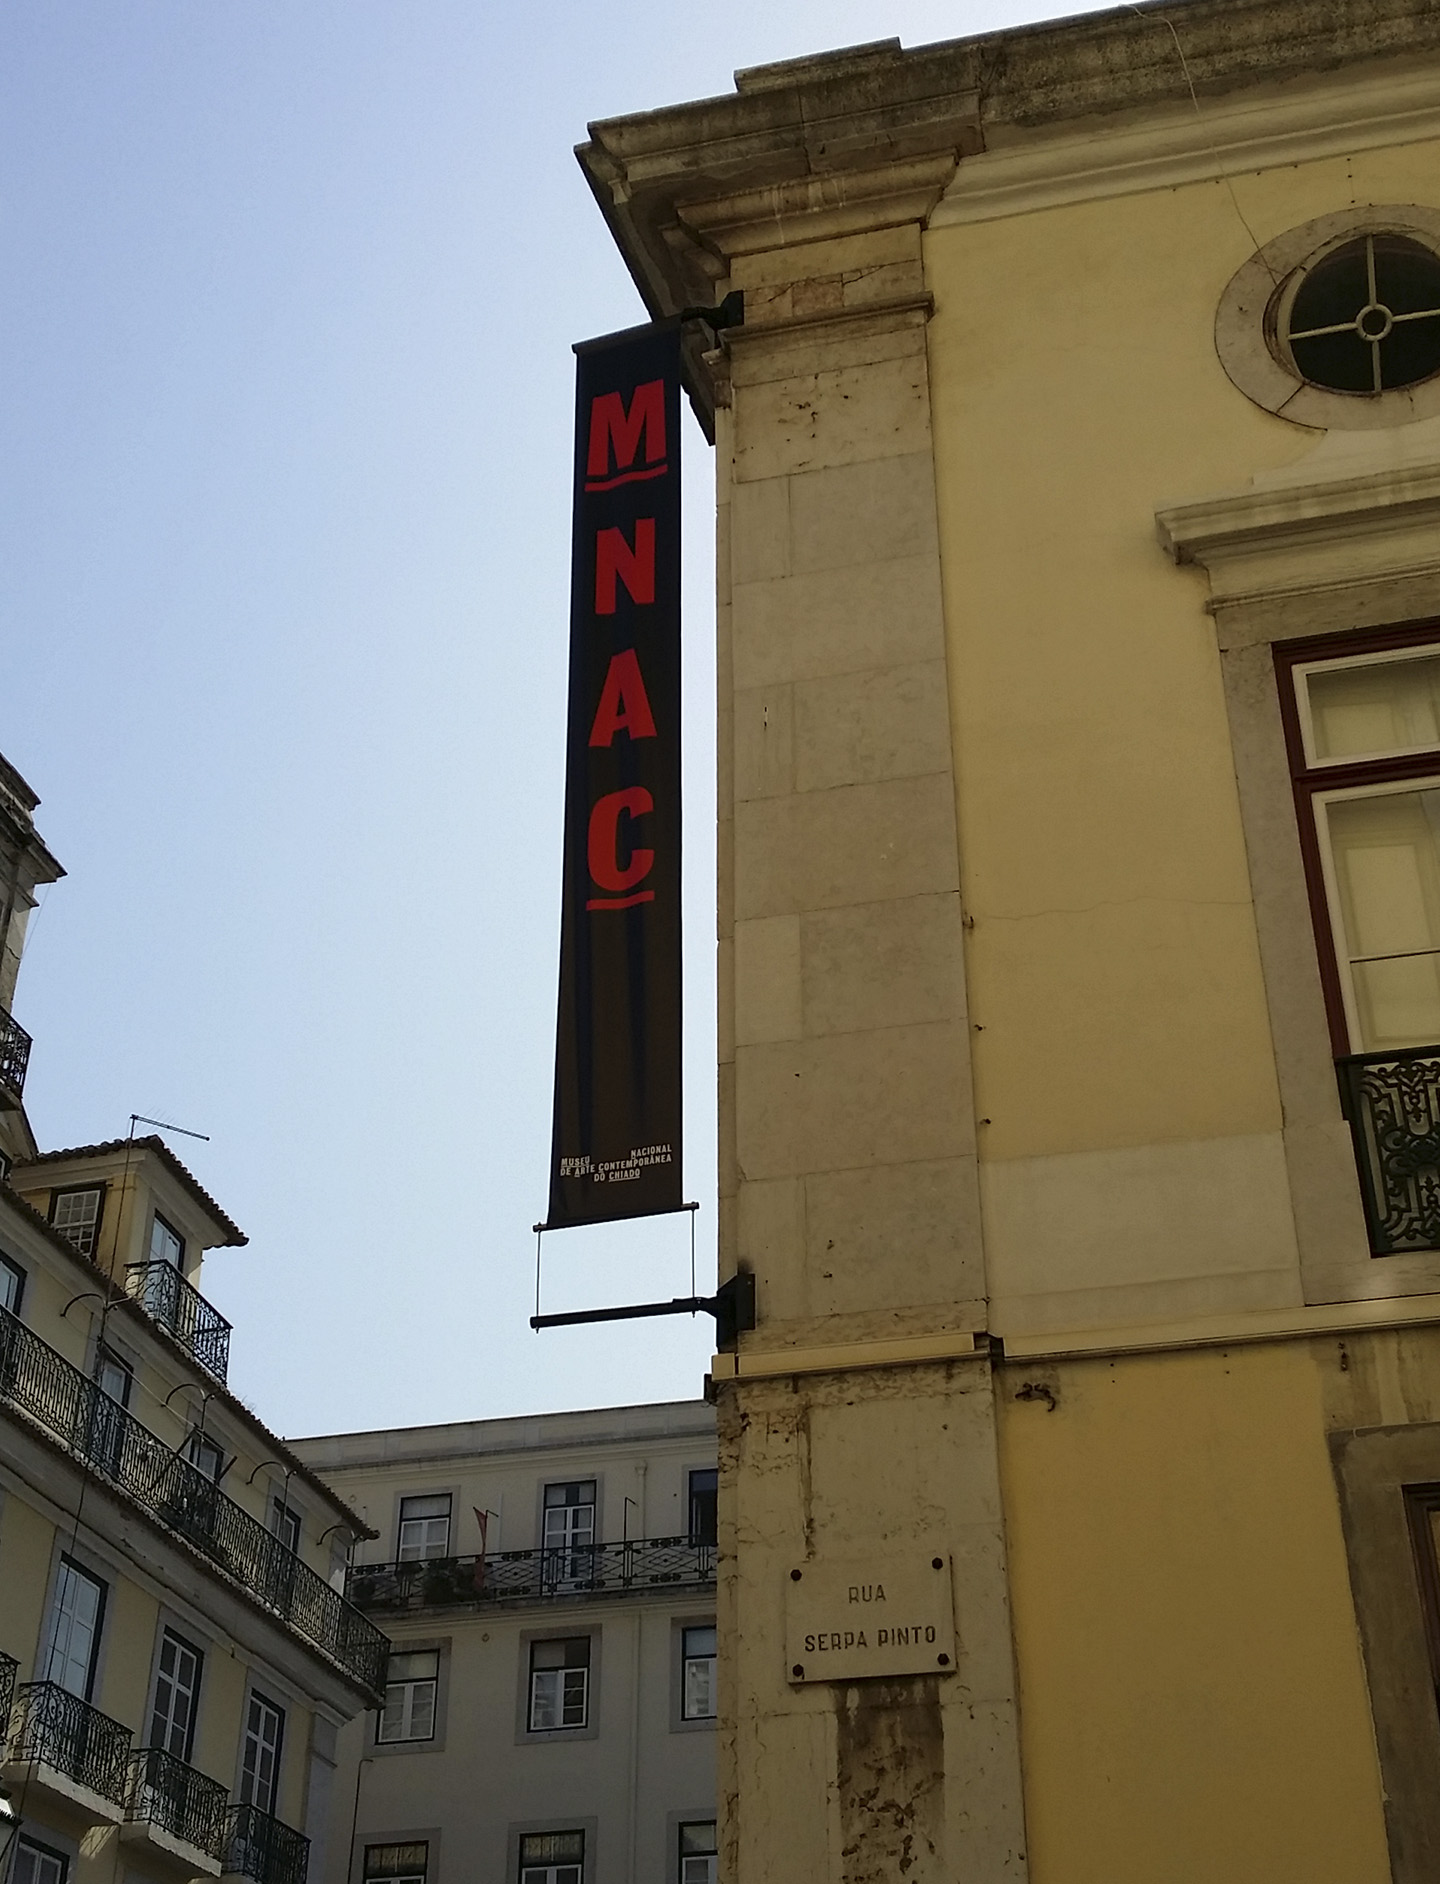 M
N
A
C
MUSEU NACIONAL
DE ARTE CONTEMPORÂNEA
DO CHIADO
RUA
SERPA PINTO